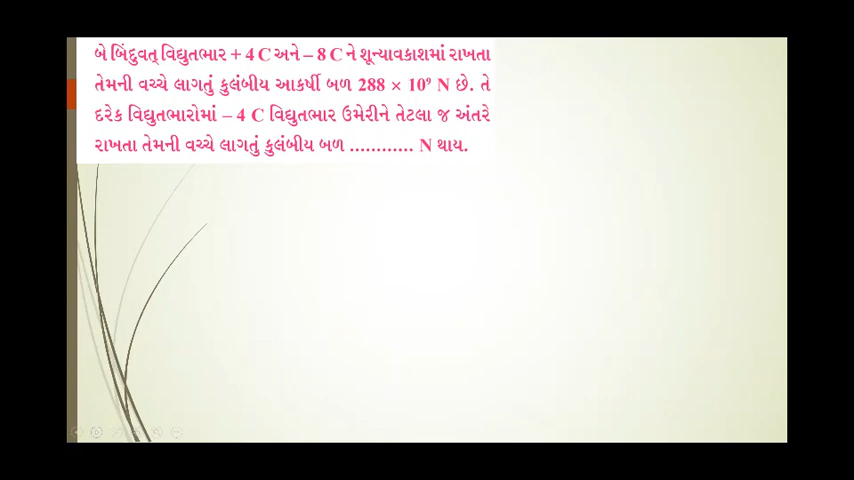 બે બિંદુવત્ વિદ્યુતભાર + 4 C અને – 8 C ને શૂન્યાવકાશમાં રાખતા
તેમની વચ્ચે લાગતું કુલંબીય આકર્ષી બળ 288 × 10⁹ N છે. તે
દરેક વિદ્યુતભારોમાં – 4 C વિદ્યુતભાર ઉમેરીને તેટલા જ અંતરે
રાખતા તેમની વચ્ચે લાગતું કુલંબીય બળ ............ N થાય.